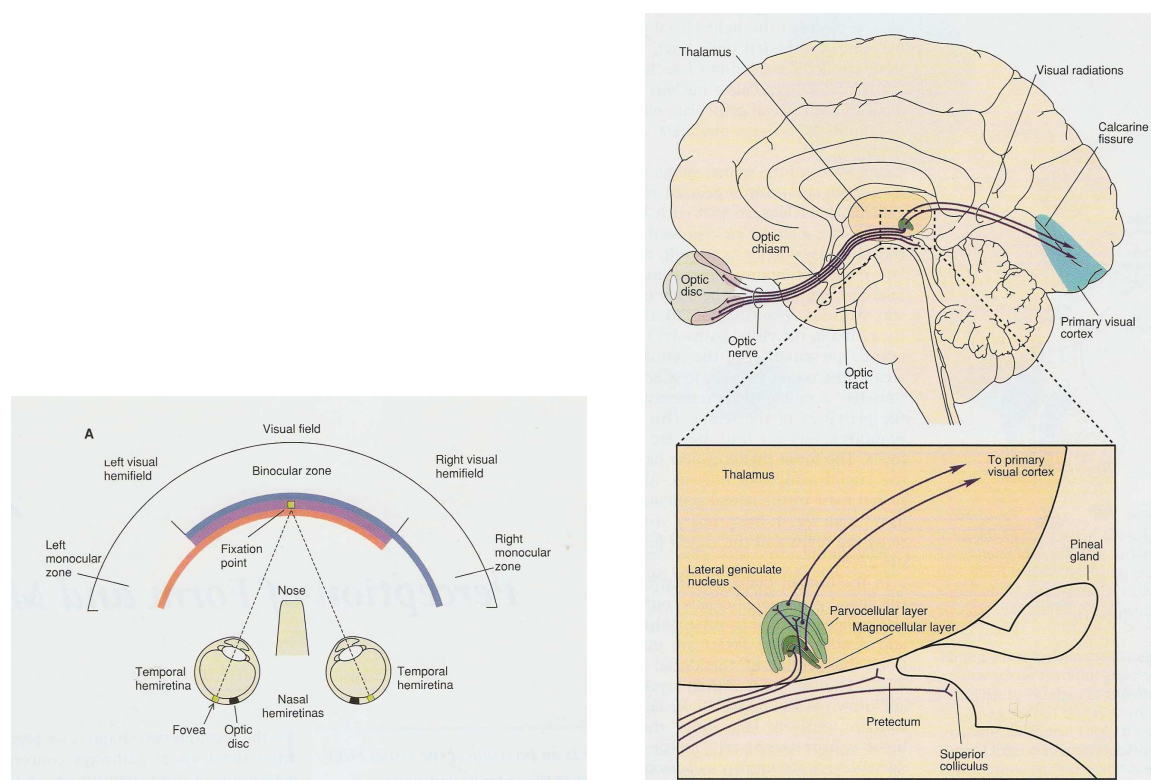 A
Visual field
Left visual
hemifield
Binocular zone
Right visual
hemifield
Left
monocular
zone
Fixation
point
Right
monocular
zone
Nose
Temporal
hemiretina
Temporal
hemiretina
Nasal
hemiretinas
Fovea
Optic
disc
Thalamus
Visual radiations
Calcarine
fissure
Optic
chiasm
Optic
disc
Optic
nerve
Optic
tract
Primary visual
cortex
Thalamus
To primary
visual cortex
Pineal
gland
Lateral geniculate
nucleus
Parvocellular layer
Magnocellular layer
Pretectum
Superior
colliculus